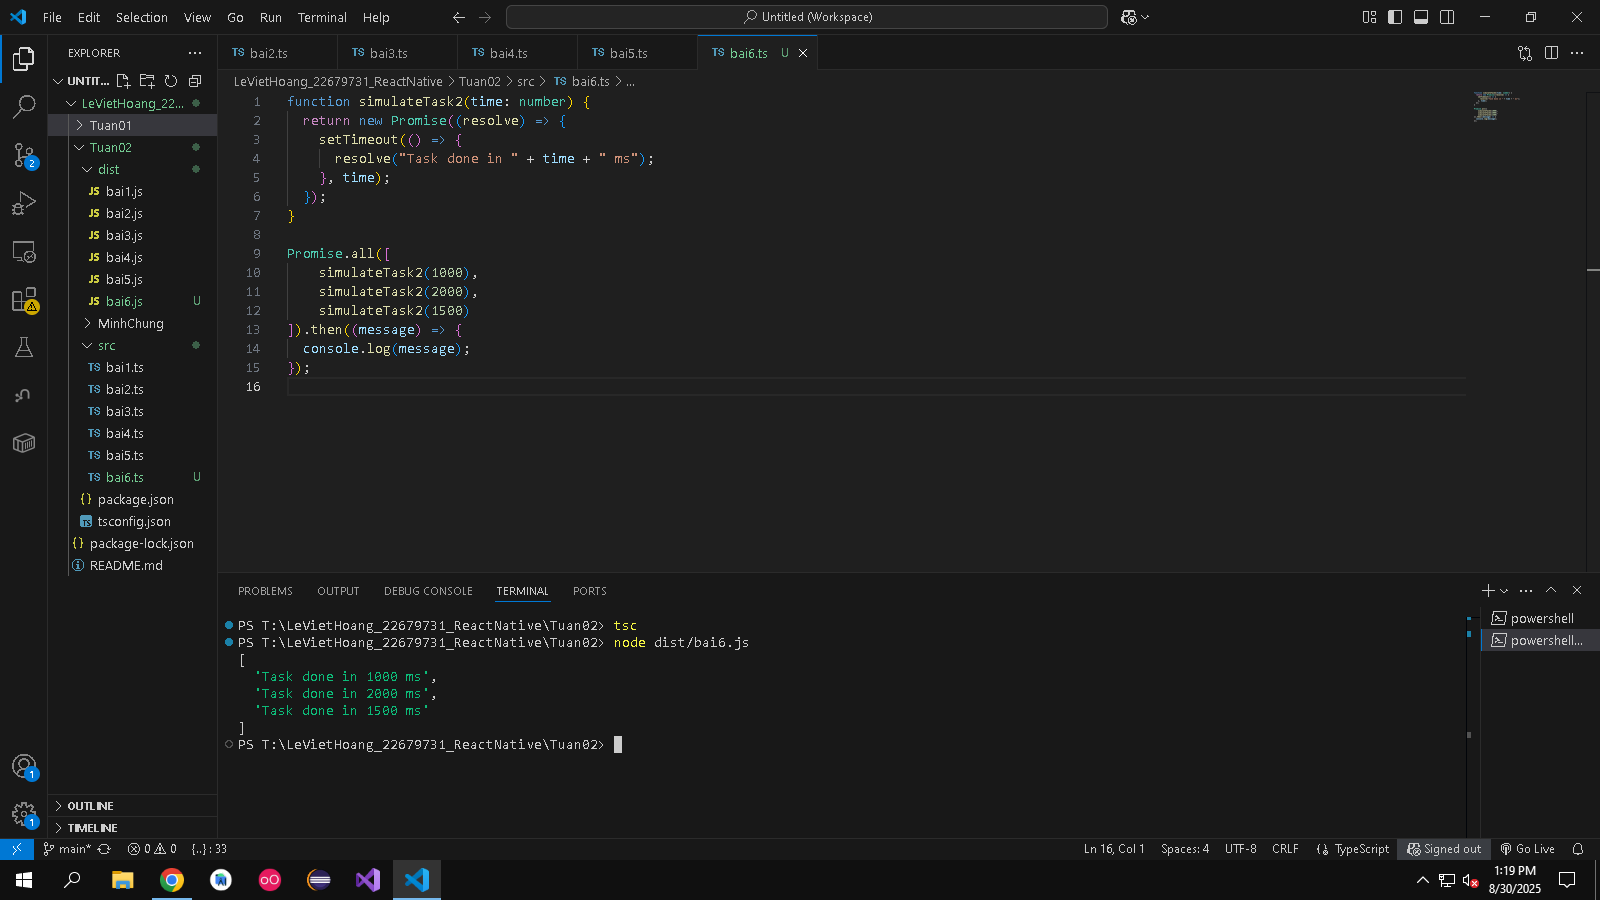 File Edit Selection View Go Run Terminal Help
Untitled (Workspace)
EXPLORER
UNTIT...
LeVietHoang_22...
Tuan01
Tuan02
dist
JS bai1.js
JS bai2.js
JS bai3.js
JS bai4.js
JS bai5.js
JS bai6.js U
MinhChung
src
TS bai1.ts
TS bai2.ts
TS bai3.ts
TS bai4.ts
TS bai5.ts
TS bai6.ts U
{} package.json
TS tsconfig.json
{} package-lock.json
README.md
OUTLINE
TIMELINE
2
1
1
TS bai2.ts TS bai3.ts TS bai4.ts TS bai5.ts TS bai6.ts U
LeVietHoang_22679731_ReactNative > Tuan02 > src > TS bai6.ts > ...
1 function simulateTask2(time: number) {
2 return new Promise((resolve) => {
3 setTimeout(() => {
4 resolve("Task done in " + time + " ms");
5 }, time);
6 });
7 }
8
9 Promise.all([
10 simulateTask2(1000),
11 simulateTask2(2000),
12 simulateTask2(1500)
13 ]).then((message) => {
14 console.log(message);
15 });
16
PROBLEMS OUTPUT DEBUG CONSOLE TERMINAL PORTS
PS T:\LeVietHoang_22679731_ReactNative\Tuan02> tsc
PS T:\LeVietHoang_22679731_ReactNative\Tuan02> node dist/bai6.js
[
'Task done in 1000 ms',
'Task done in 2000 ms',
'Task done in 1500 ms'
]
PS T:\LeVietHoang_22679731_ReactNative\Tuan02>
powershell
powershell...
main* 0 0 {..} : 33
Ln 16, Col 1 Spaces: 4 UTF-8 CRLF TypeScript Signed out Go Live
1:19 PM
8/30/2025